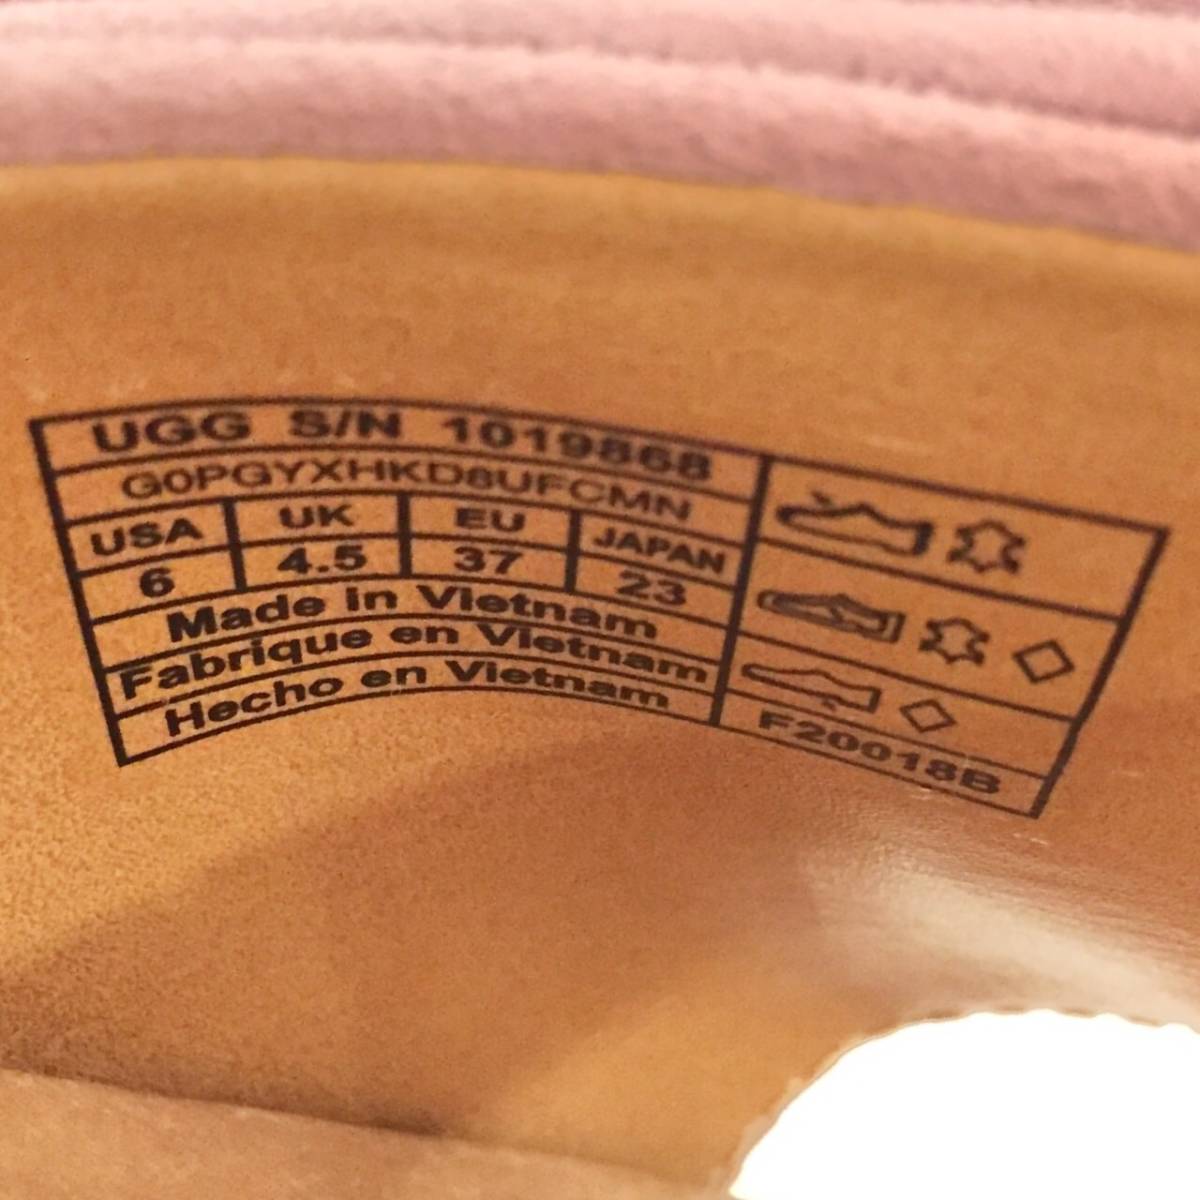 UGG S/N 1019868
G0PGYXHKD8UFCMN
USA UK EU JAPAN
6 4.5 37 23
Made in Vietnam
Fabrique en Vietnam
Hecho en Vietnam
F20018B